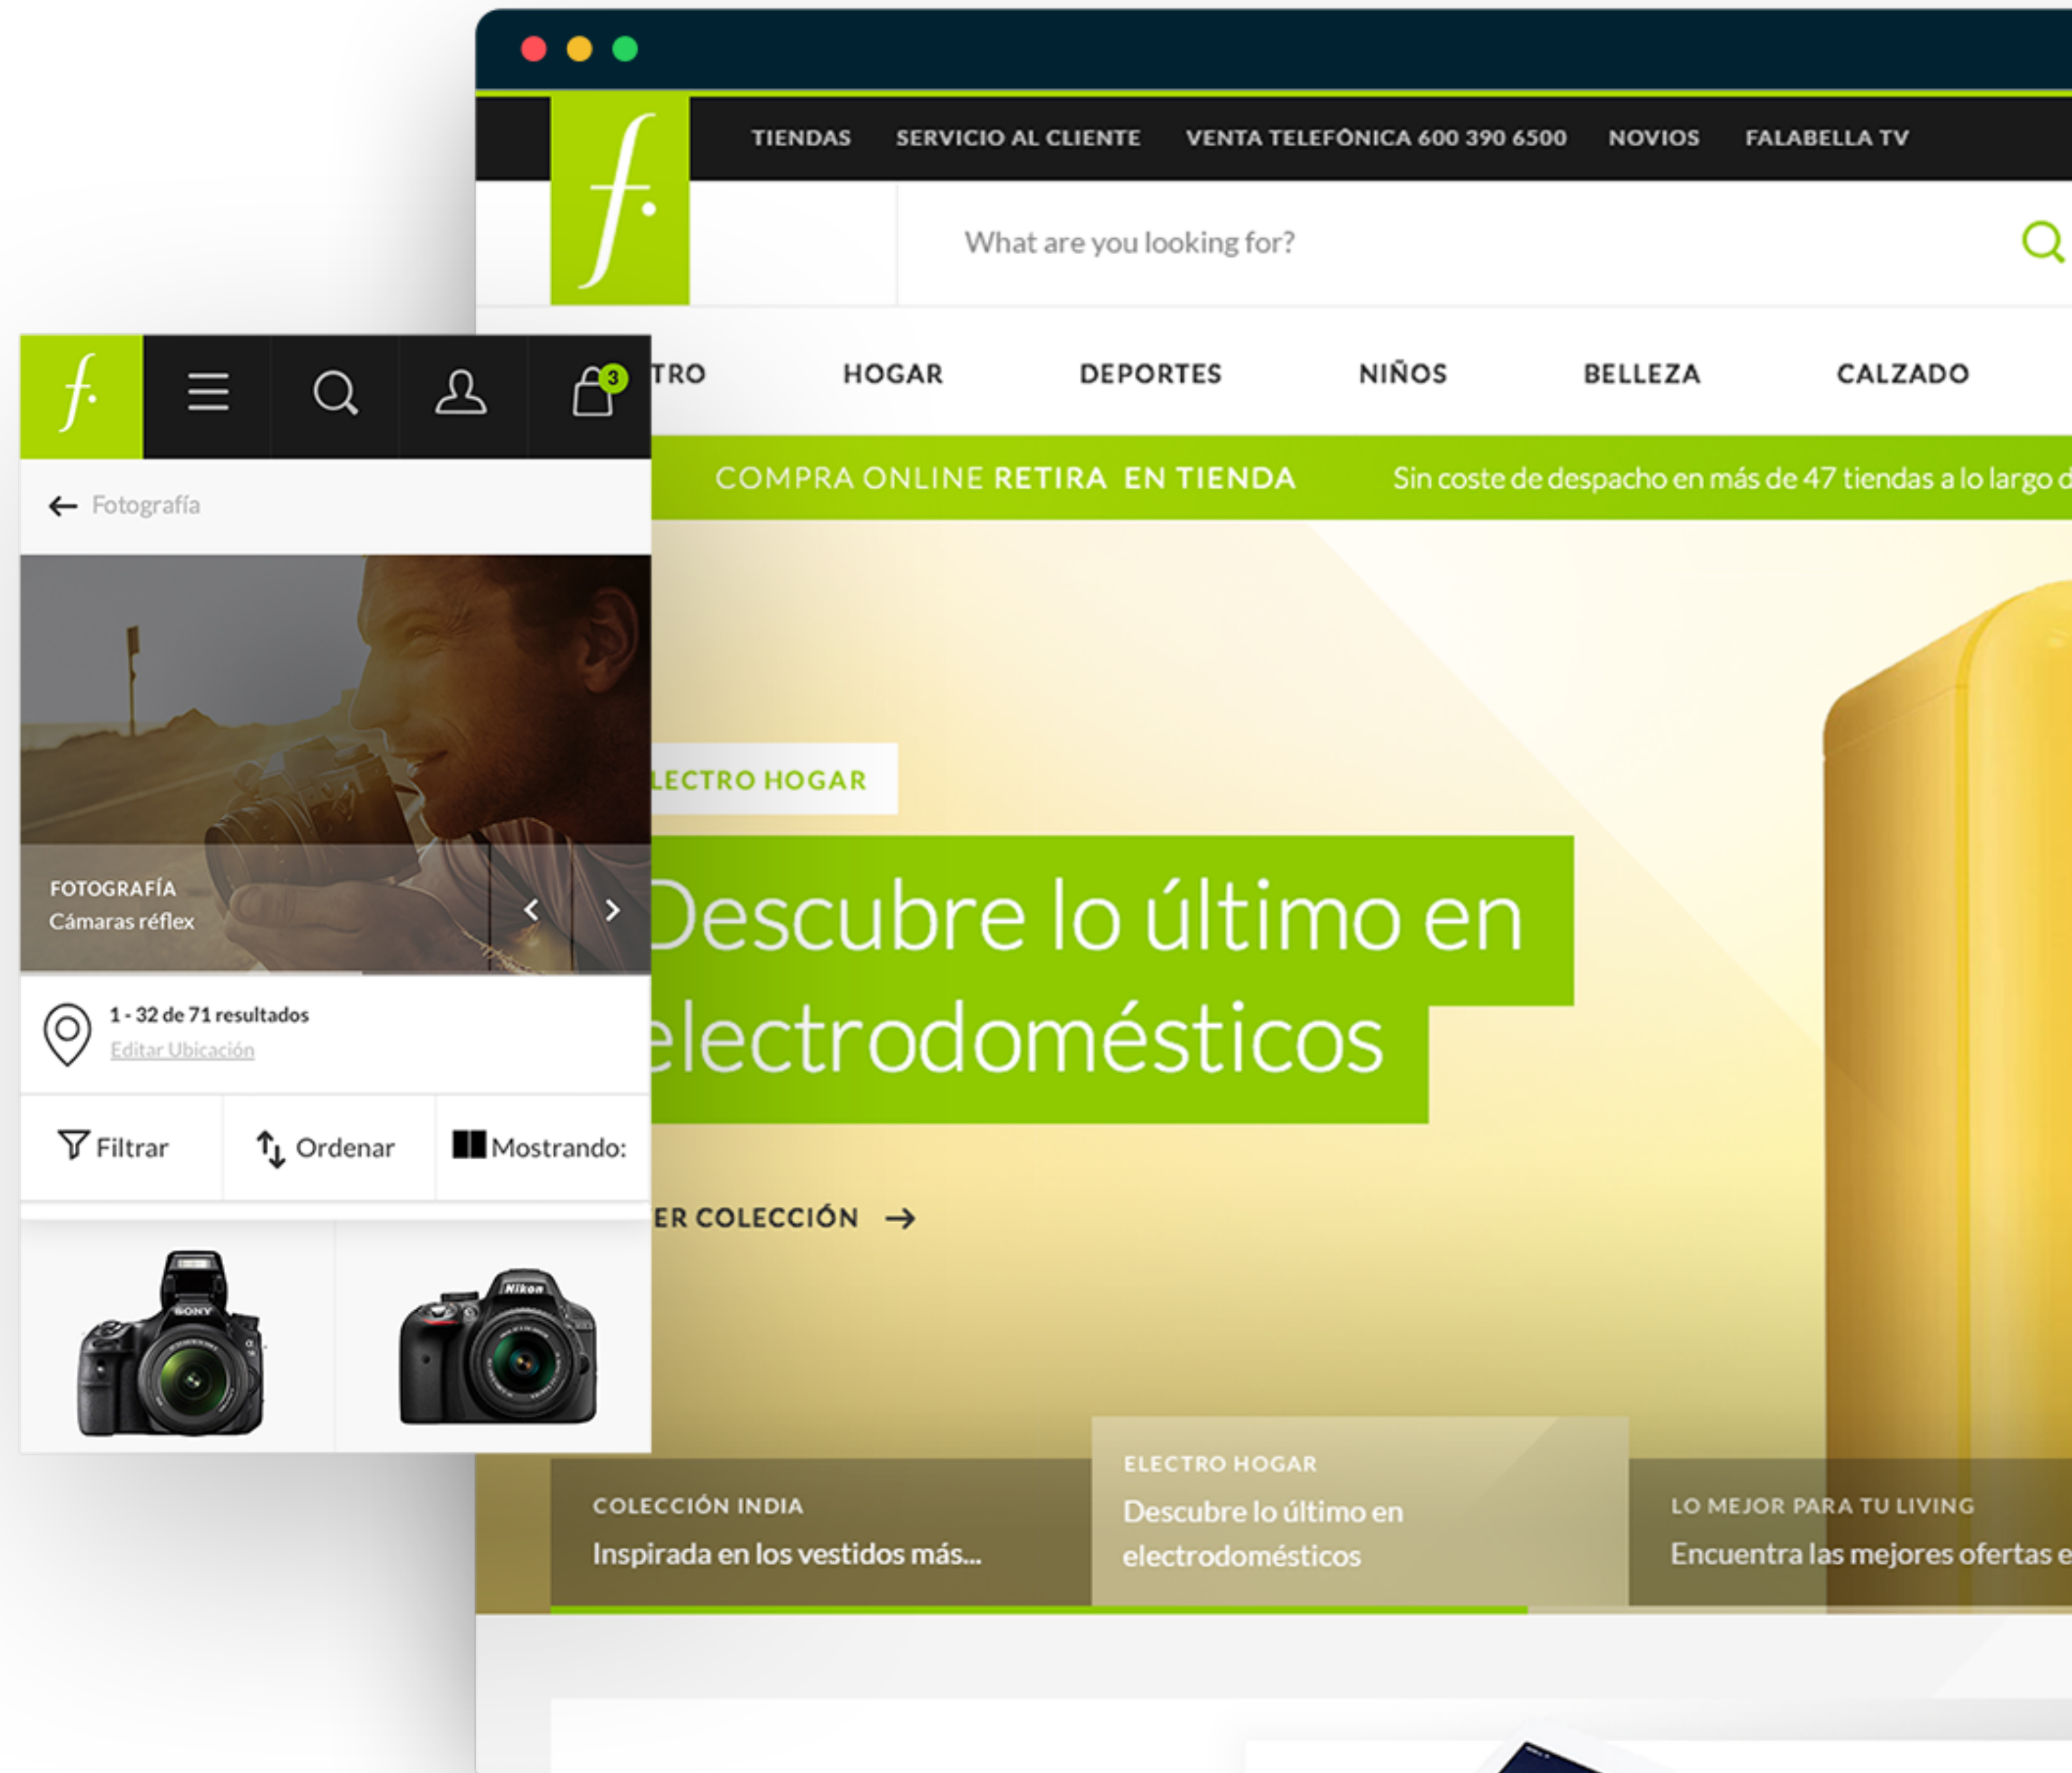 TIENDAS SERVICIO AL CLIENTE VENTA TELEFÓNICA 600 390 6500 NOVIOS FALABELLA TV
f.
What are you looking for?
TRO HOGAR DEPORTES NIÑOS BELLEZA CALZADO
COMPRA ONLINE RETIRA EN TIENDA Sin coste de despacho en más de 47 tiendas a lo largo d
LECTRO HOGAR
Descubre lo último en
electrodomésticos
ER COLECCIÓN
COLECCIÓN INDIA
Inspirada en los vestidos más...
ELECTRO HOGAR
Descubre lo último en
electrodomésticos
LO MEJOR PARA TU LIVING
Encuentra las mejores ofertas e
f.
3
Fotografía
FOTOGRAFÍA
Cámaras réflex
1 - 32 de 71 resultados
Editar Ubicación
Filtrar Ordenar Mostrando:
SONY
Nikon